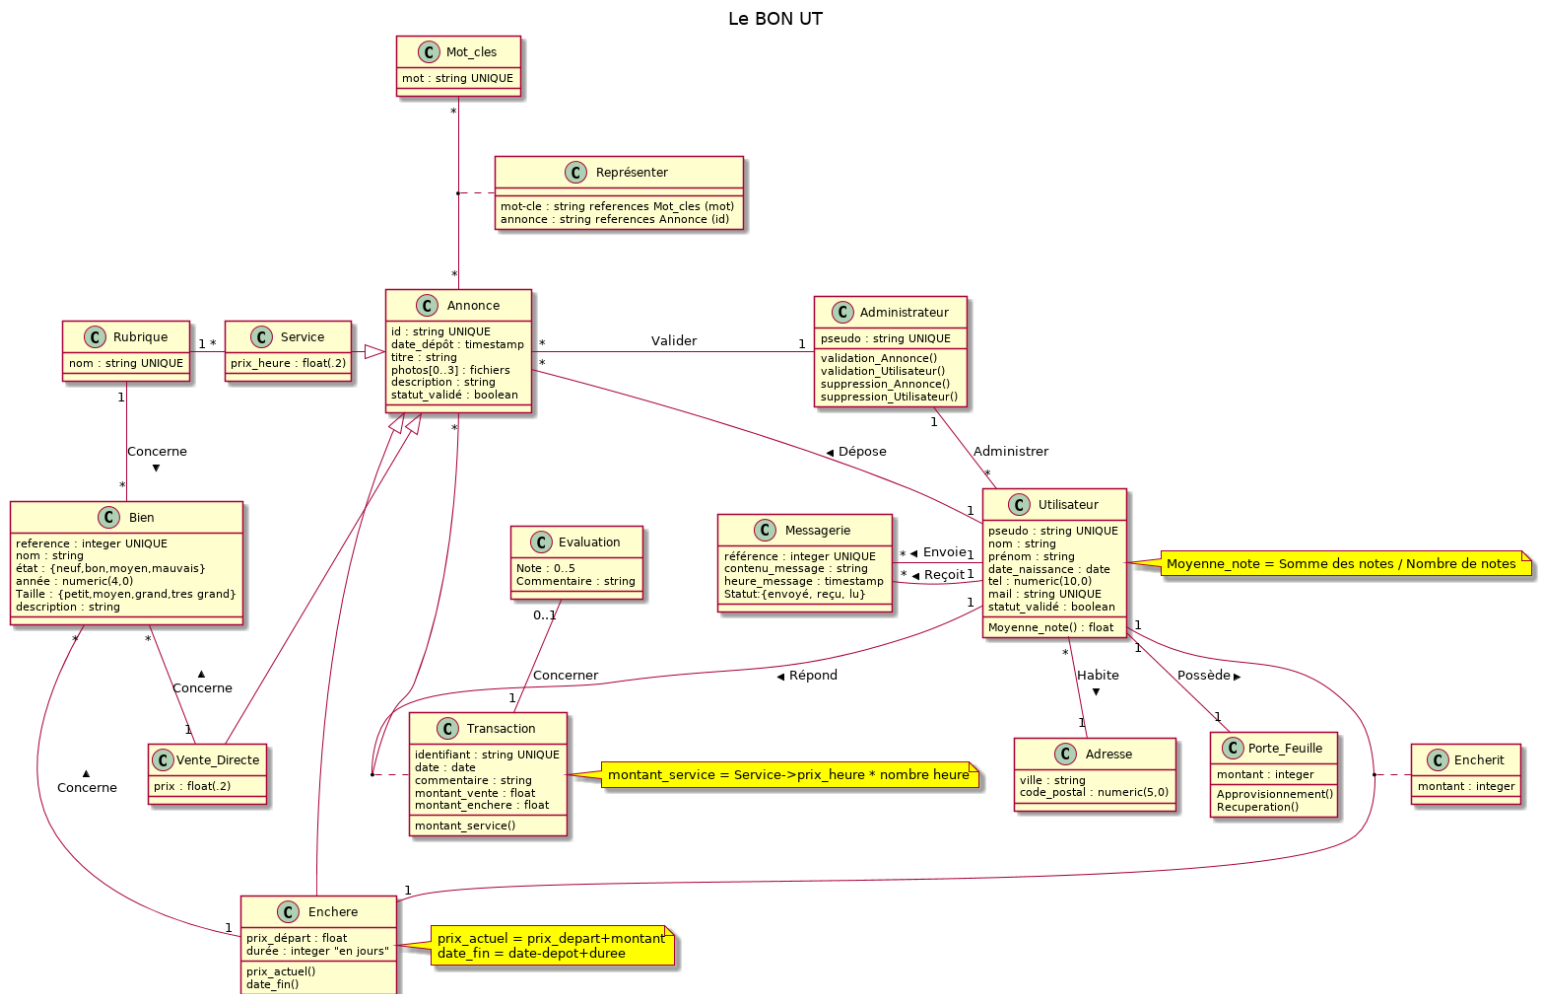 Le BON UT
C Mot_cles
mot : string UNIQUE
*
C Représenter
mot-cle : string references Mot_cles (mot)
annonce : string references Annonce (id)
*
C Annonce
id : string UNIQUE
date_dépôt : timestamp
titre : string
photos[0..3] : fichiers
description : string
statut_validé : boolean
C Rubrique
nom : string UNIQUE
1 *
C Service
prix_heure : float(.2)
* Valider 1
*
C Administrateur
pseudo : string UNIQUE
validation_Annonce()
validation_Utilisateur()
suppression_Annonce()
suppression_Utilisateur()
1
Concerne
▼
*
*
◄ Dépose
1
1
Administrer
*
C Bien
reference : integer UNIQUE
nom : string
état : {neuf,bon,moyen,mauvais}
année : numeric(4,0)
Taille : {petit,moyen,grand,tres grand}
description : string
C Evaluation
Note : 0..5
Commentaire : string
C Messagerie
référence : integer UNIQUE
contenu_message : string
heure_message : timestamp
Statut:{envoyé, reçu, lu}
* ◄ Envoie 1
* ◄ Reçoit 1
C Utilisateur
pseudo : string UNIQUE
nom : string
prénom : string
date_naissance : date
tel : numeric(10,0)
mail : string UNIQUE
statut_validé : boolean
Moyenne_note() : float
Moyenne_note = Somme des notes / Nombre de notes
0..1
Concerner
1
1
◄ Répond
*
Habite
▼
1
1
1
Possède ►
1
*
▲
Concerne
1
*
▲
Concerne
1
C Vente_Directe
prix : float(.2)
C Transaction
identifiant : string UNIQUE
date : date
commentaire : string
montant_vente : float
montant_enchere : float
montant_service()
montant_service = Service->prix_heure * nombre heure
C Adresse
ville : string
code_postal : numeric(5,0)
C Porte_Feuille
montant : integer
Approvisionnement()
Recuperation()
C Encherit
montant : integer
1
C Enchere
prix_départ : float
durée : integer "en jours"
prix_actuel()
date_fin()
prix_actuel = prix_depart+montant
date_fin = date-depot+duree